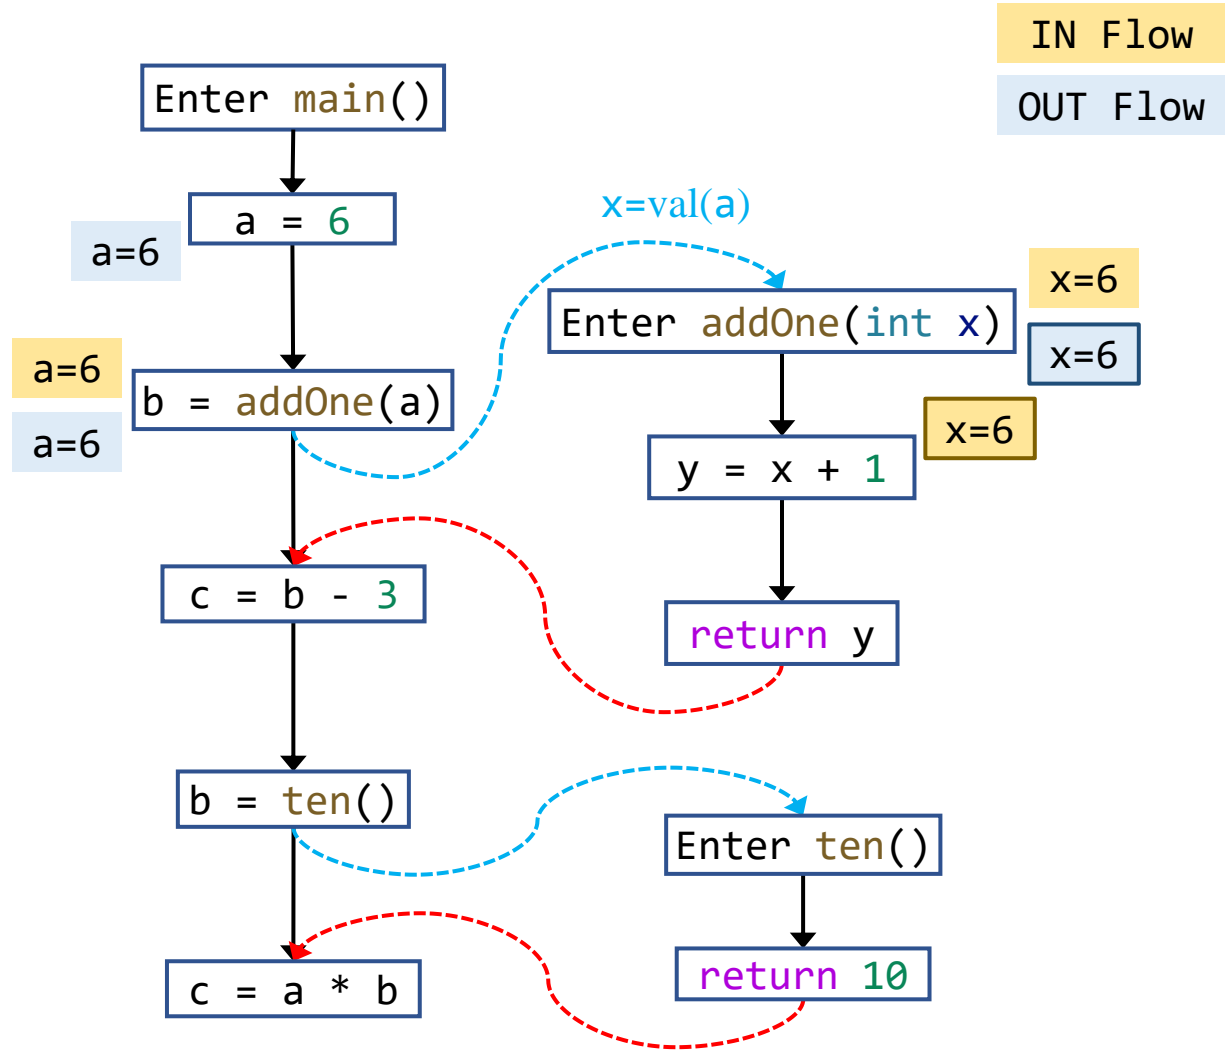 IN Flow
OUT Flow
Enter main()
a = 6
a=6
x=val(a)
a=6
a=6
b = addOne(a)
Enter addOne(int x)
x=6
x=6
x=6
y = x + 1
c = b - 3
return y
b = ten()
Enter ten()
return 10
c = a * b